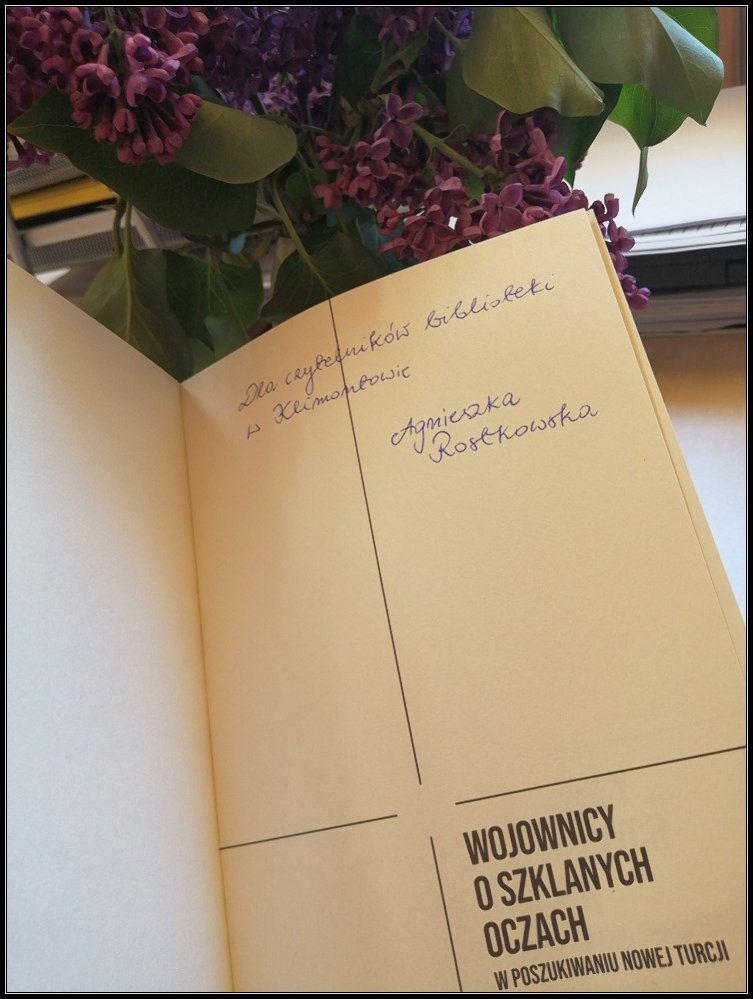 Dla czytelników biblioteki
w Klimontowie
Agnieszka
Rostkowska
WOJOWNICY
O SZKLANYCH
OCZACH
W POSZUKIWANIU NOWEJ TURCJI